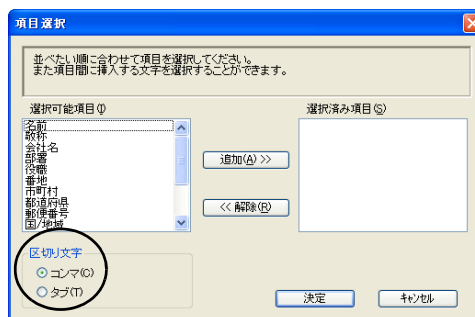 項目選択
並べたい順に合わせて項目を選択してください。
また項目間に挿入する文字を選択することができます。
選択可能項目(I)
選択済み項目(S)
名前
敬称
会社名
部署
役職
番地
市町村
都道府県
郵便番号
国/地域
追加(A) >>
<< 解除(R)
区切り文字
コンマ(C)
タブ(T)
決定
キャンセル